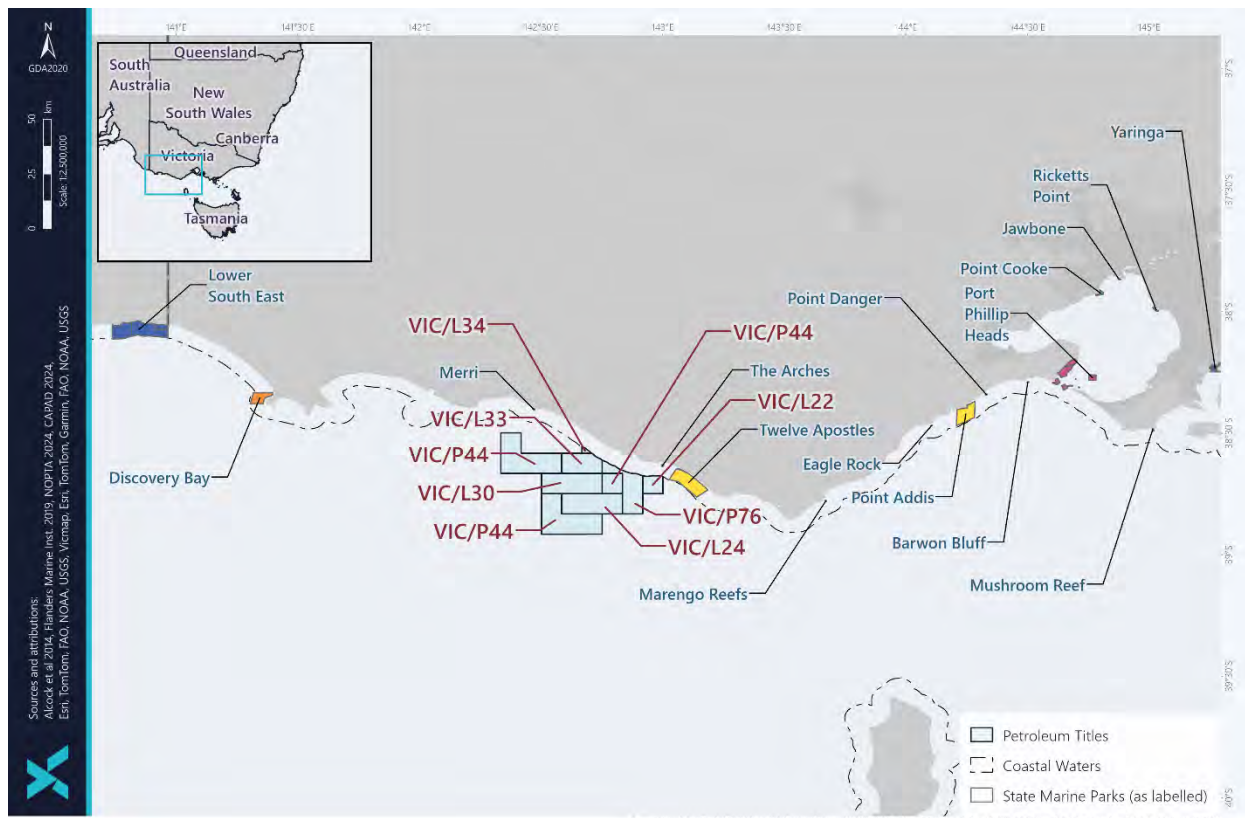 N
GDA2020
0 25 50 km
Scale: 1:2,500,000
Sources and attributions:
Alcock et al 2014, Flanders Marine Inst. 2019, NOPTA 2024, CAPAD 2024,
Esri, TomTom, FAO, NOAA, USGS, Vicmap, Esri, TomTom, Garmin, FAO, NOAA, USGS
141°E
141°30'E
142°E
142°30'E
143°E
143°30'E
144°E
144°30'E
145°E
37°S
37°30'S
38°S
38°30'S
39°S
39°30'S
40°S
Queensland
South
Australia
New
South Wales
Canberra
Victoria
Tasmania
Yaringa
Ricketts
Point
Jawbone
Point Cooke
Port
Phillip
Heads
Point Danger
Lower
South East
VIC/L34
VIC/P44
Merri
The Arches
VIC/L33
VIC/L22
Twelve Apostles
VIC/P44
Eagle Rock
Discovery Bay
VIC/L30
Point Addis
VIC/P44
VIC/P76
VIC/L24
Barwon Bluff
Marengo Reefs
Mushroom Reef
Petroleum Titles
Coastal Waters
State Marine Parks (as labelled)